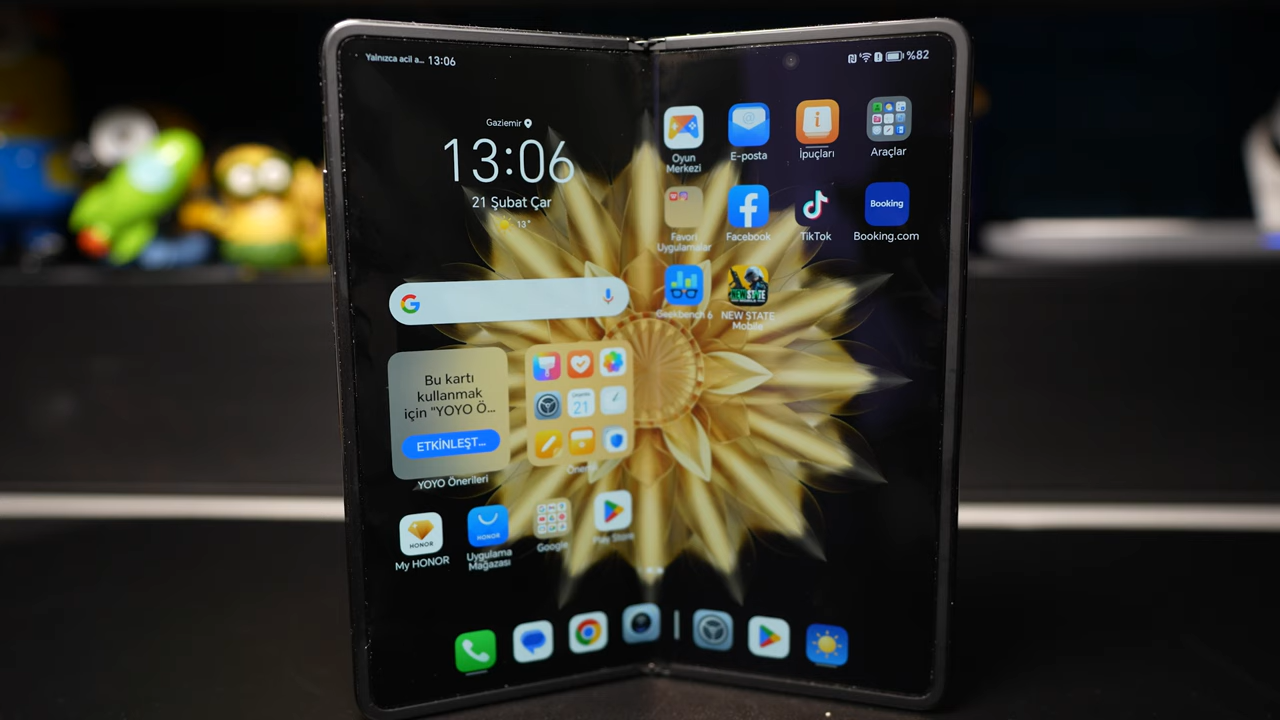 Yalnızca acil a... 13:06
%82
Gaziemir
13:06
21 Şubat Çar
13°
Oyun
Merkezi
E-posta
İpuçları
Araçlar
Favori
Uygulamalar
Facebook
TikTok
Booking
Booking.com
Geekbench 6
NEW STATE
NEW STATE
Mobile
Bu kartı
kullanmak
için "YOYO Ö...
ETKİNLEŞT...
YOYO Önerileri
21
HONOR
My HONOR
HONOR
Uygulama
Mağazası
Google
Play Store